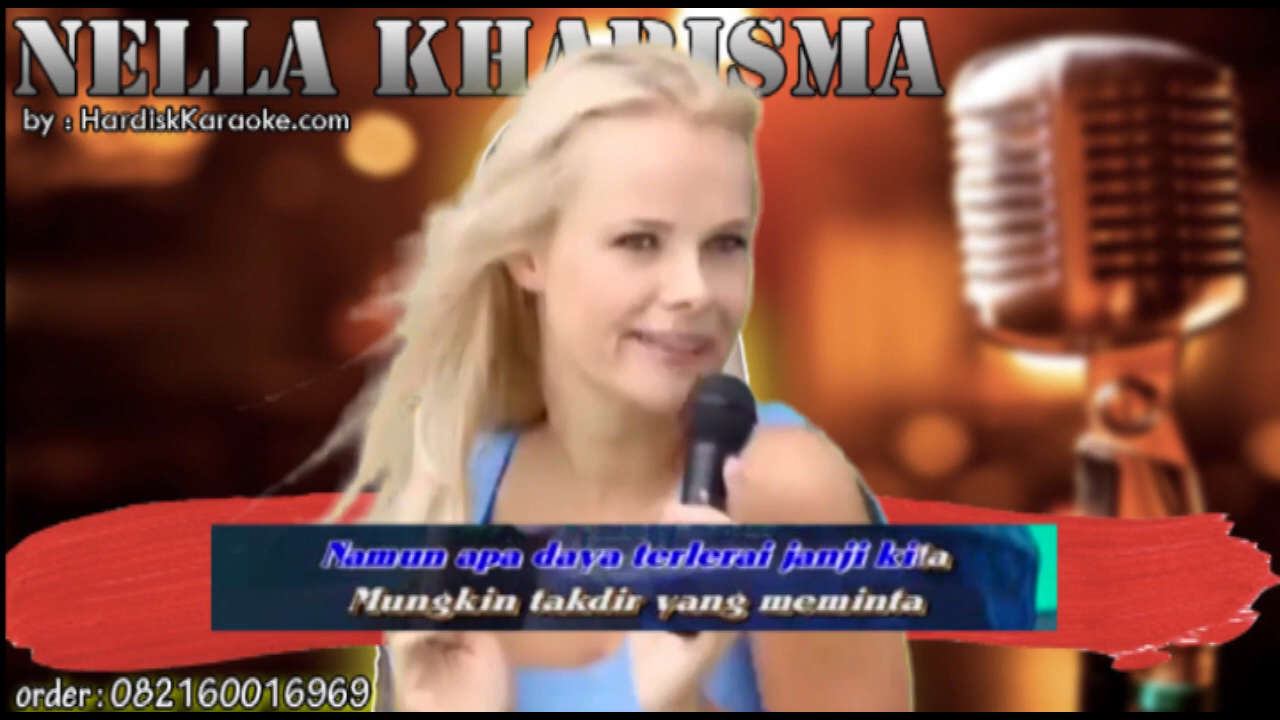 NELLA KHARISMA
by : HardiskKaraoke.com
Namun apa daya terlerai janji kita
Mungkin takdir yang meminta
order : 082160016969